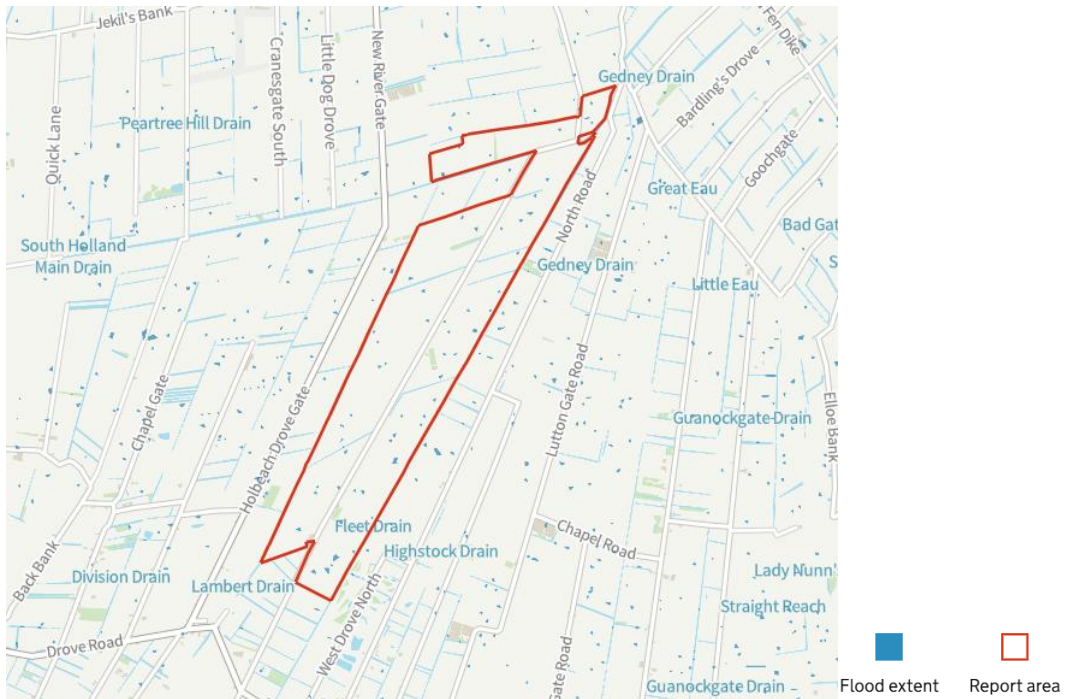 Jekil's Bank
Fen Dike
Gedney Drain
Bardling's Drove
Quick Lane
Peartree Hill Drain
Cranesgate South
Little Dog Drove
New River Gate
Goochgate
Great Eau
North Road
Bad Gat
South Holland
Main Drain
Gedney Drain
S
Little Eau
Chapel Gate
Holbeach Drove Gate
Lutton Gate Road
Guanockgate Drain
Elloe Bank
Fleet Drain
Chapel Road
Highstock Drain
Back Bank
Division Drain
Lambert Drain
Lady Nunn'
Straight Reach
West Drove North
Drove Road
Gate Road
Guanockgate Drain
Flood extent
Report area